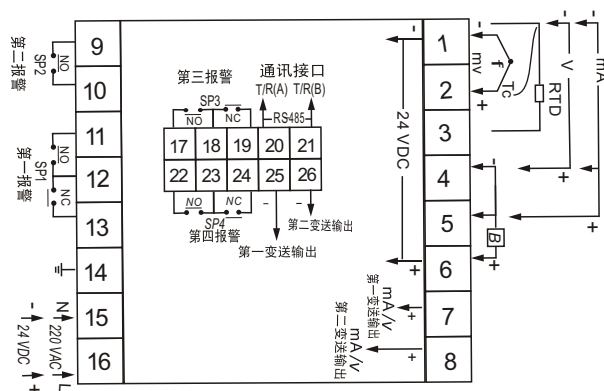 第二报警
SP2
NO
9
10
第一报警
SP1
NO
NC
11
12
13
14
N
L
- 24 VDC +
220 VAC
15
16
第三报警
SP3
NO
NC
通讯接口
T/R(A) T/R(B)
RS485
17 18 19 20 21
22 23 24 25 26
NO
NC
SP4
第四报警
-
-
第一变送输出
第二变送输出
- 24 VDC +
1
2
3
4
5
6
7
8
- mv +
f
Tc
RTD
- V +
- mA +
- B +
+ mA/v
第一变送输出
+ mA/v
第二变送输出